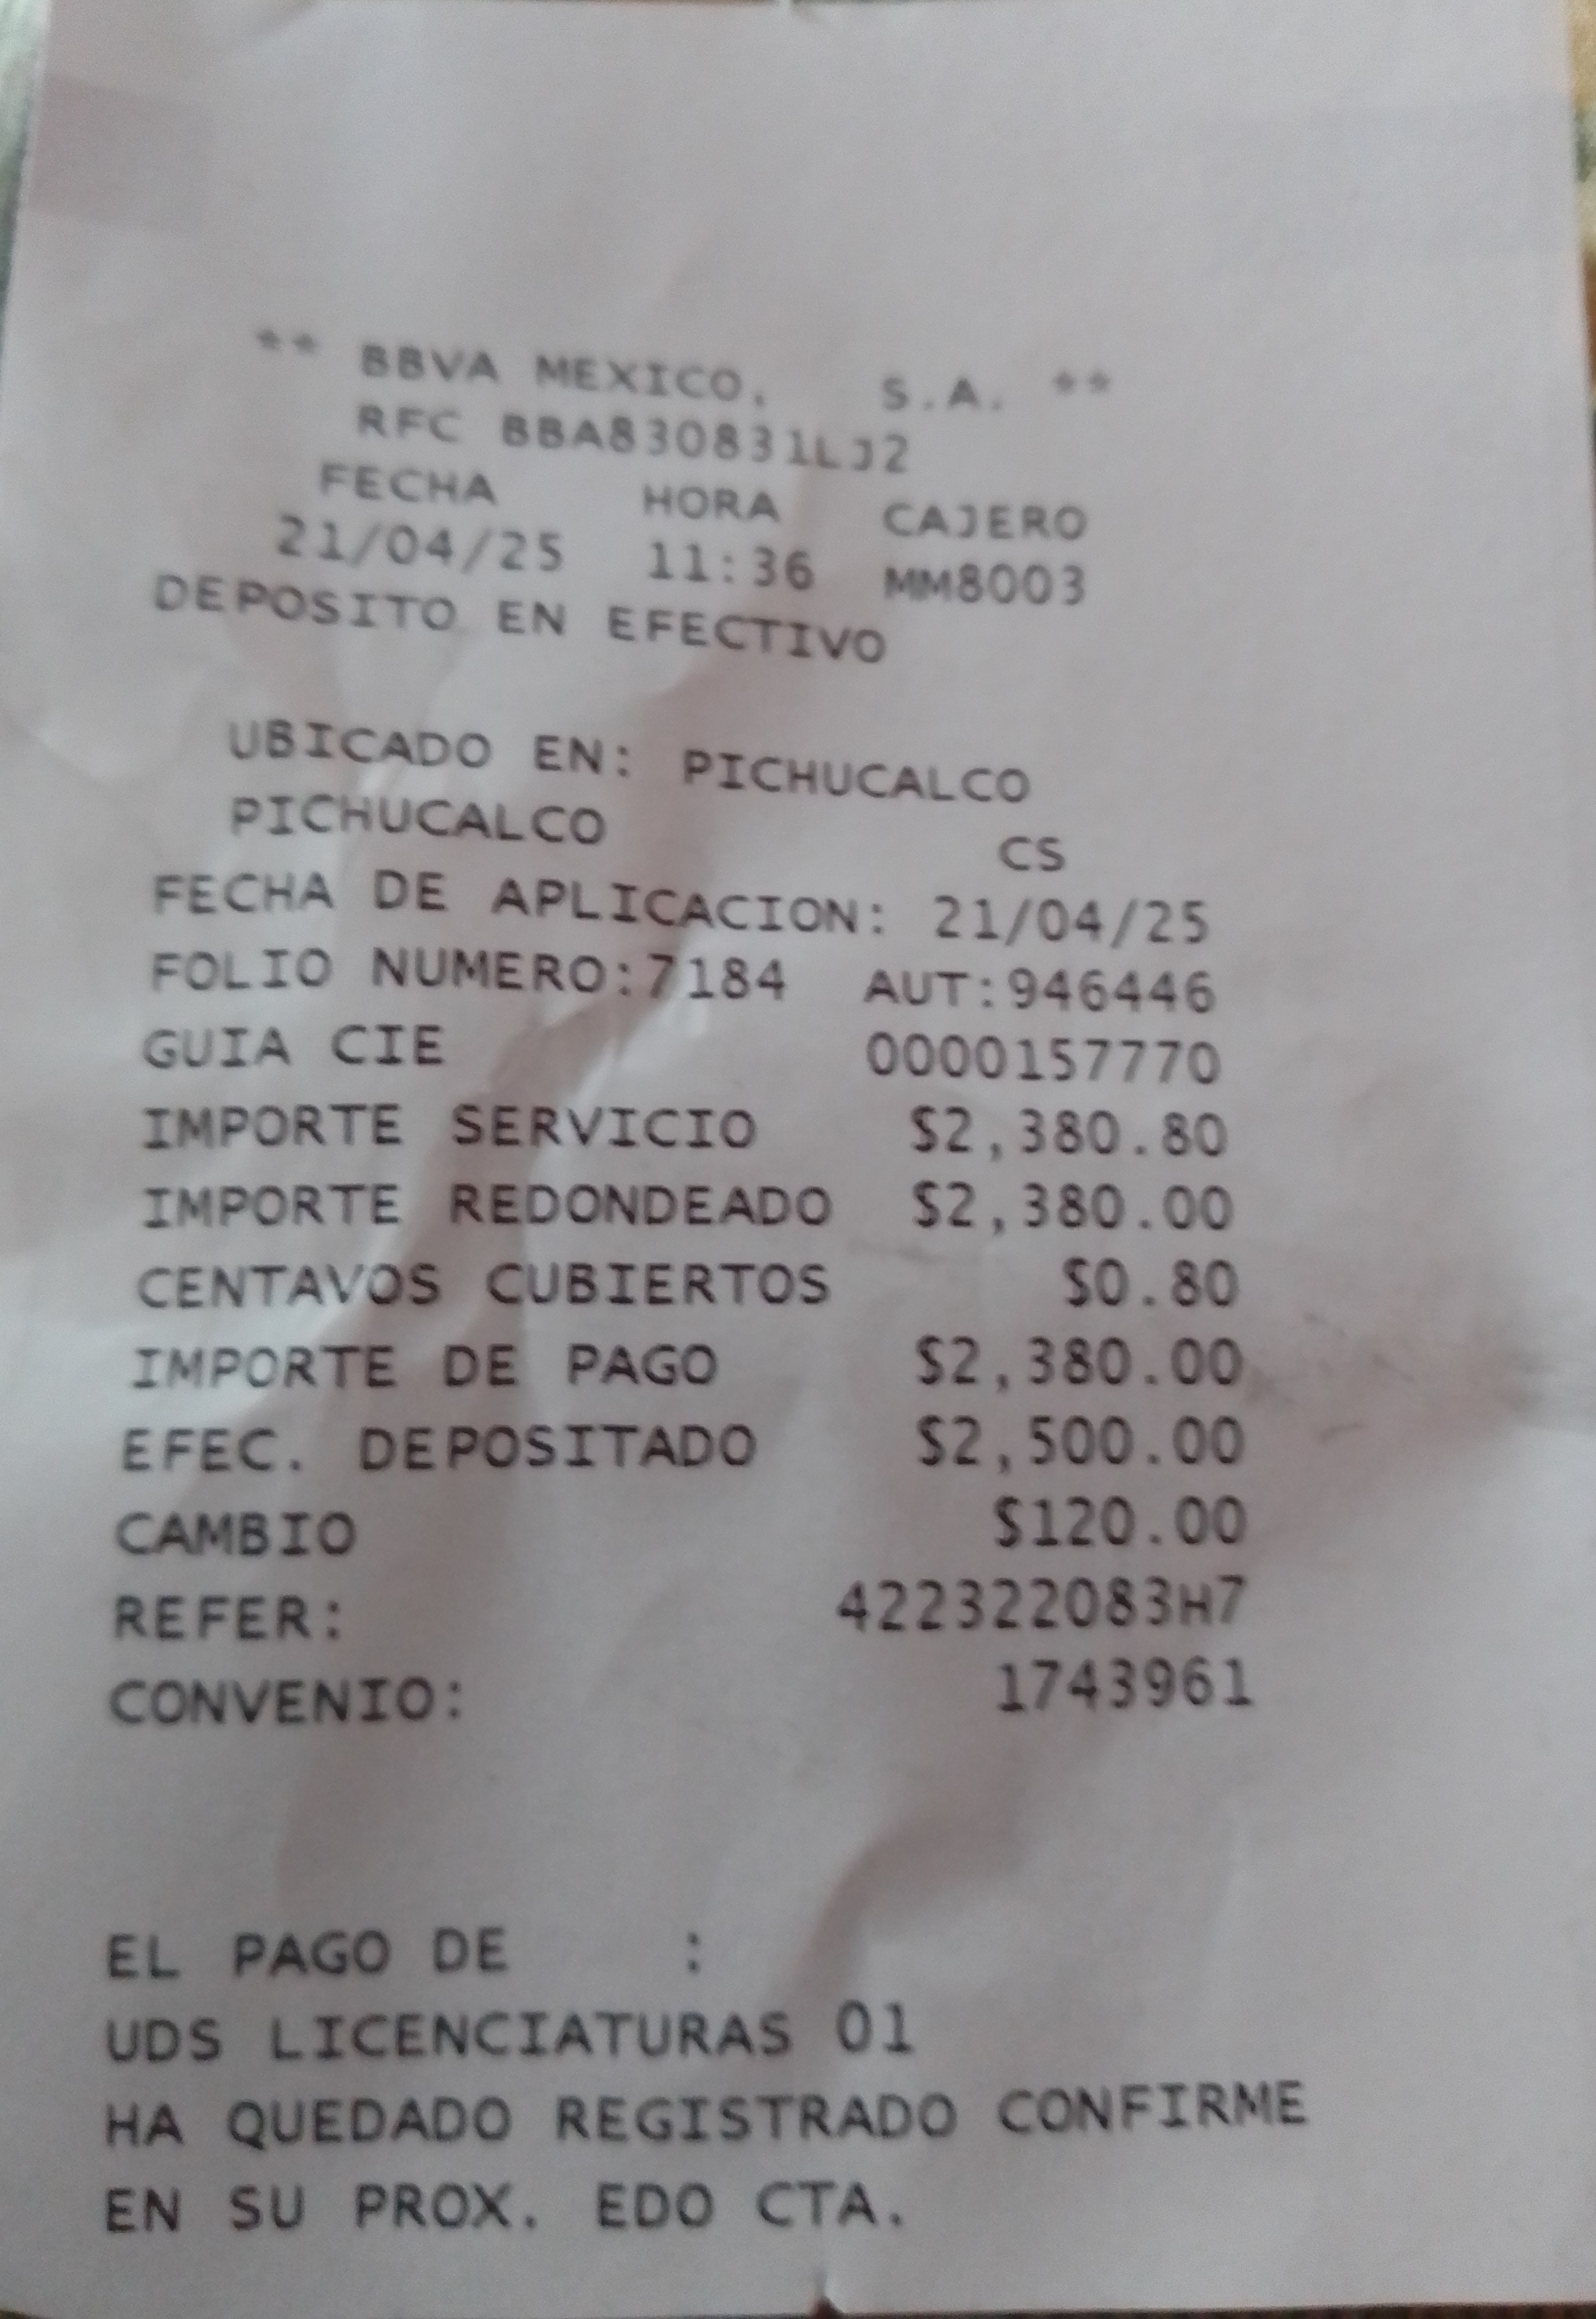 ** BBVA MEXICO. S.A. **
RFC BBA830831LJ2
FECHA HORA CAJERO
21/04/25 11:36 MM8003
DEPOSITO EN EFECTIVO
UBICADO EN: PICHUCALCO
PICHUCALCO CS
FECHA DE APLICACION: 21/04/25
FOLIO NUMERO:7184 AUT:946446
GUIA CIE 0000157770
IMPORTE SERVICIO $2,380.80
IMPORTE REDONDEADO $2,380.00
CENTAVOS CUBIERTOS $0.80
IMPORTE DE PAGO $2,380.00
EFEC. DEPOSITADO $2,500.00
CAMBIO $120.00
REFER: 422322083H7
CONVENIO: 1743961
EL PAGO DE :
UDS LICENCIATURAS 01
HA QUEDADO REGISTRADO CONFIRME
EN SU PROX. EDO CTA.